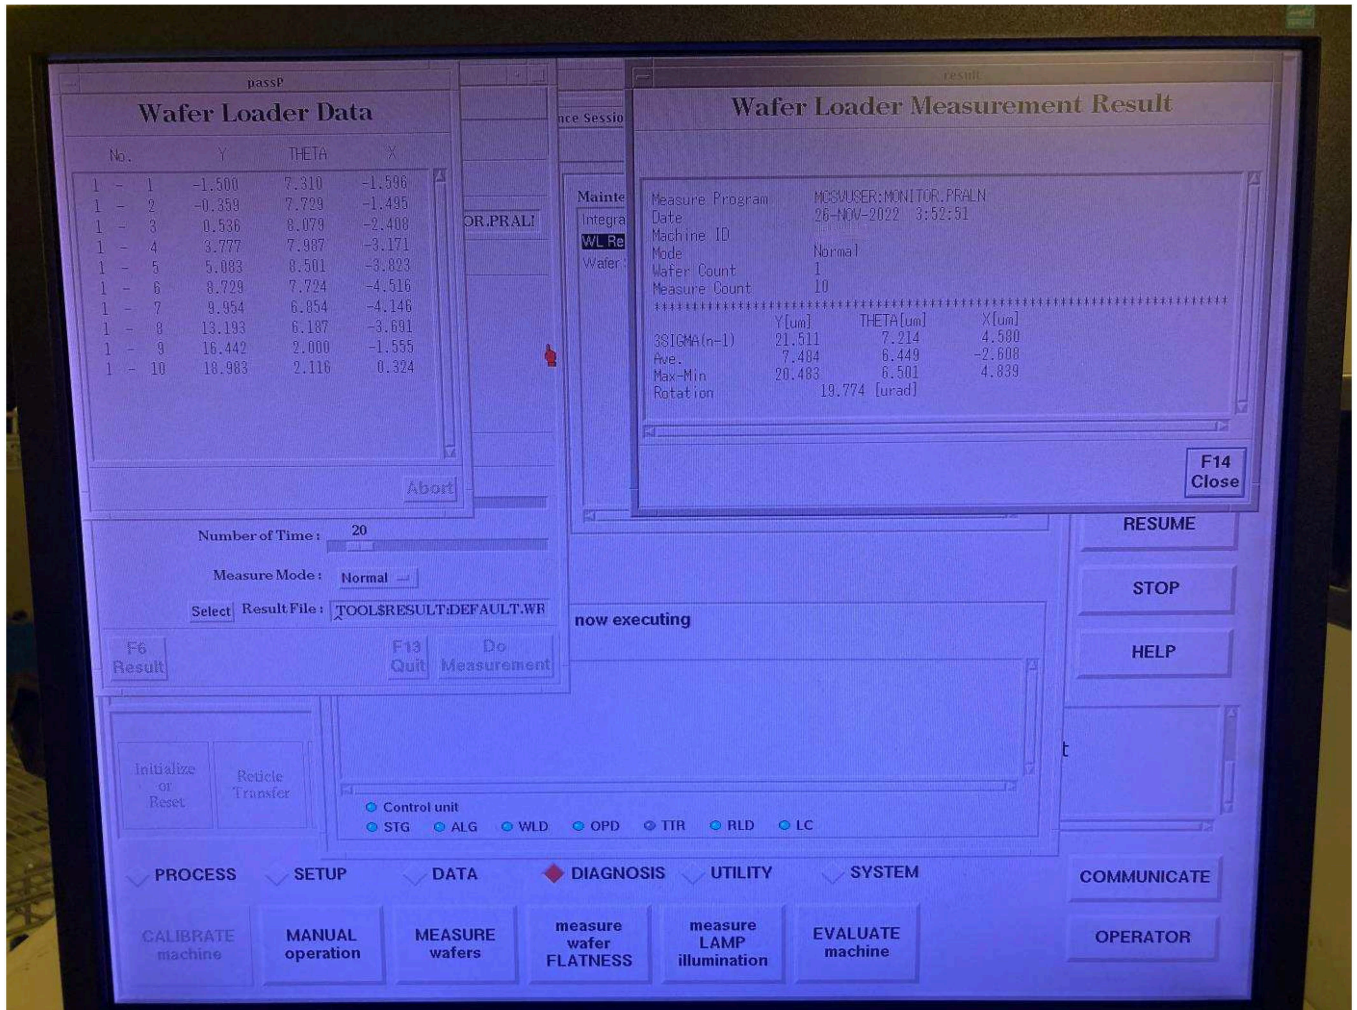 passP
Wafer Loader Data
No. Y THETA X
1 - 1 -1.500 7.310 -1.596
1 - 2 -0.359 7.729 -1.495
1 - 3 0.536 8.079 -2.408
1 - 4 3.777 7.987 -3.171
1 - 5 5.083 8.501 -3.823
1 - 6 8.729 7.724 -4.516
1 - 7 9.954 6.854 -4.146
1 - 8 13.193 6.187 -3.691
1 - 9 16.442 2.000 -1.555
1 - 10 18.983 2.116 0.324
Abort
OR.PRALI
Number of Time : 20
Measure Mode : Normal
Select Result File : TOOL$RESULT:DEFAULT.WR
F6 Result
F13 Quit
Do Measurement
nce Sessio
Mainte
Integra
WL Re
Wafer
result
Wafer Loader Measurement Result
Measure Program MCSVUSER:MONITOR.PRALN
Date 26-NOV-2022 3:52:51
Machine ID
Mode Normal
Wafer Count 1
Measure Count 10
Y[um] THETA[um] X[um]
3SIGMA(n-1) 21.511 7.214 4.580
Ave. 7.484 6.449 -2.608
Max-Min 20.483 6.501 4.839
Rotation 19.774 [urad]
F14
Close
RESUME
STOP
HELP
now executing
Initialize
or
Reset
Reticle
Transfer
t
Control unit
STG ALG WLD OPD TTR RLD LC
PROCESS SETUP DATA DIAGNOSIS UTILITY SYSTEM
COMMUNICATE
CALIBRATE
machine
MANUAL
operation
MEASURE
wafers
measure
wafer
FLATNESS
measure
LAMP
illumination
EVALUATE
machine
OPERATOR